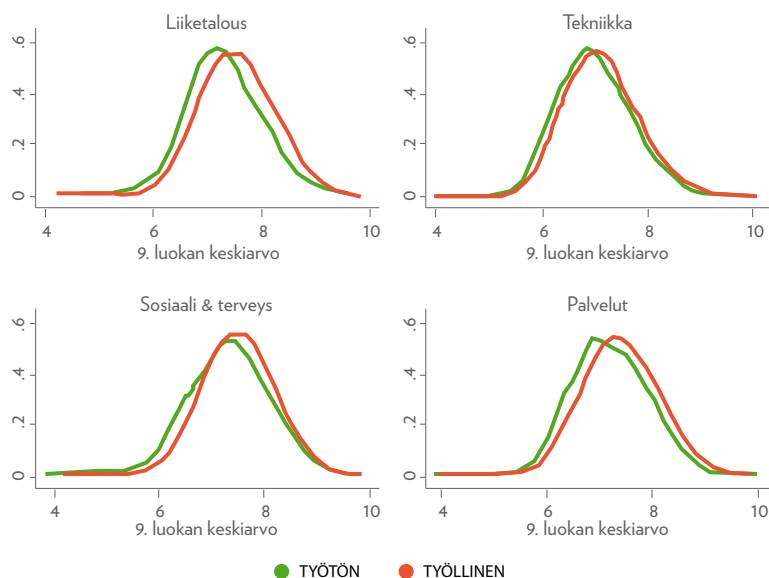 Liiketalous
.6
.4
.2
0
4 6 8 10
9. luokan keskiarvo
Tekniikka
.6
.4
.2
0
4 6 8 10
9. luokan keskiarvo
Sosiaali & terveys
.6
.4
.2
0
4 6 8 10
9. luokan keskiarvo
Palvelut
.6
.4
.2
0
4 6 8 10
9. luokan keskiarvo
TYÖTÖN TYÖLLINEN